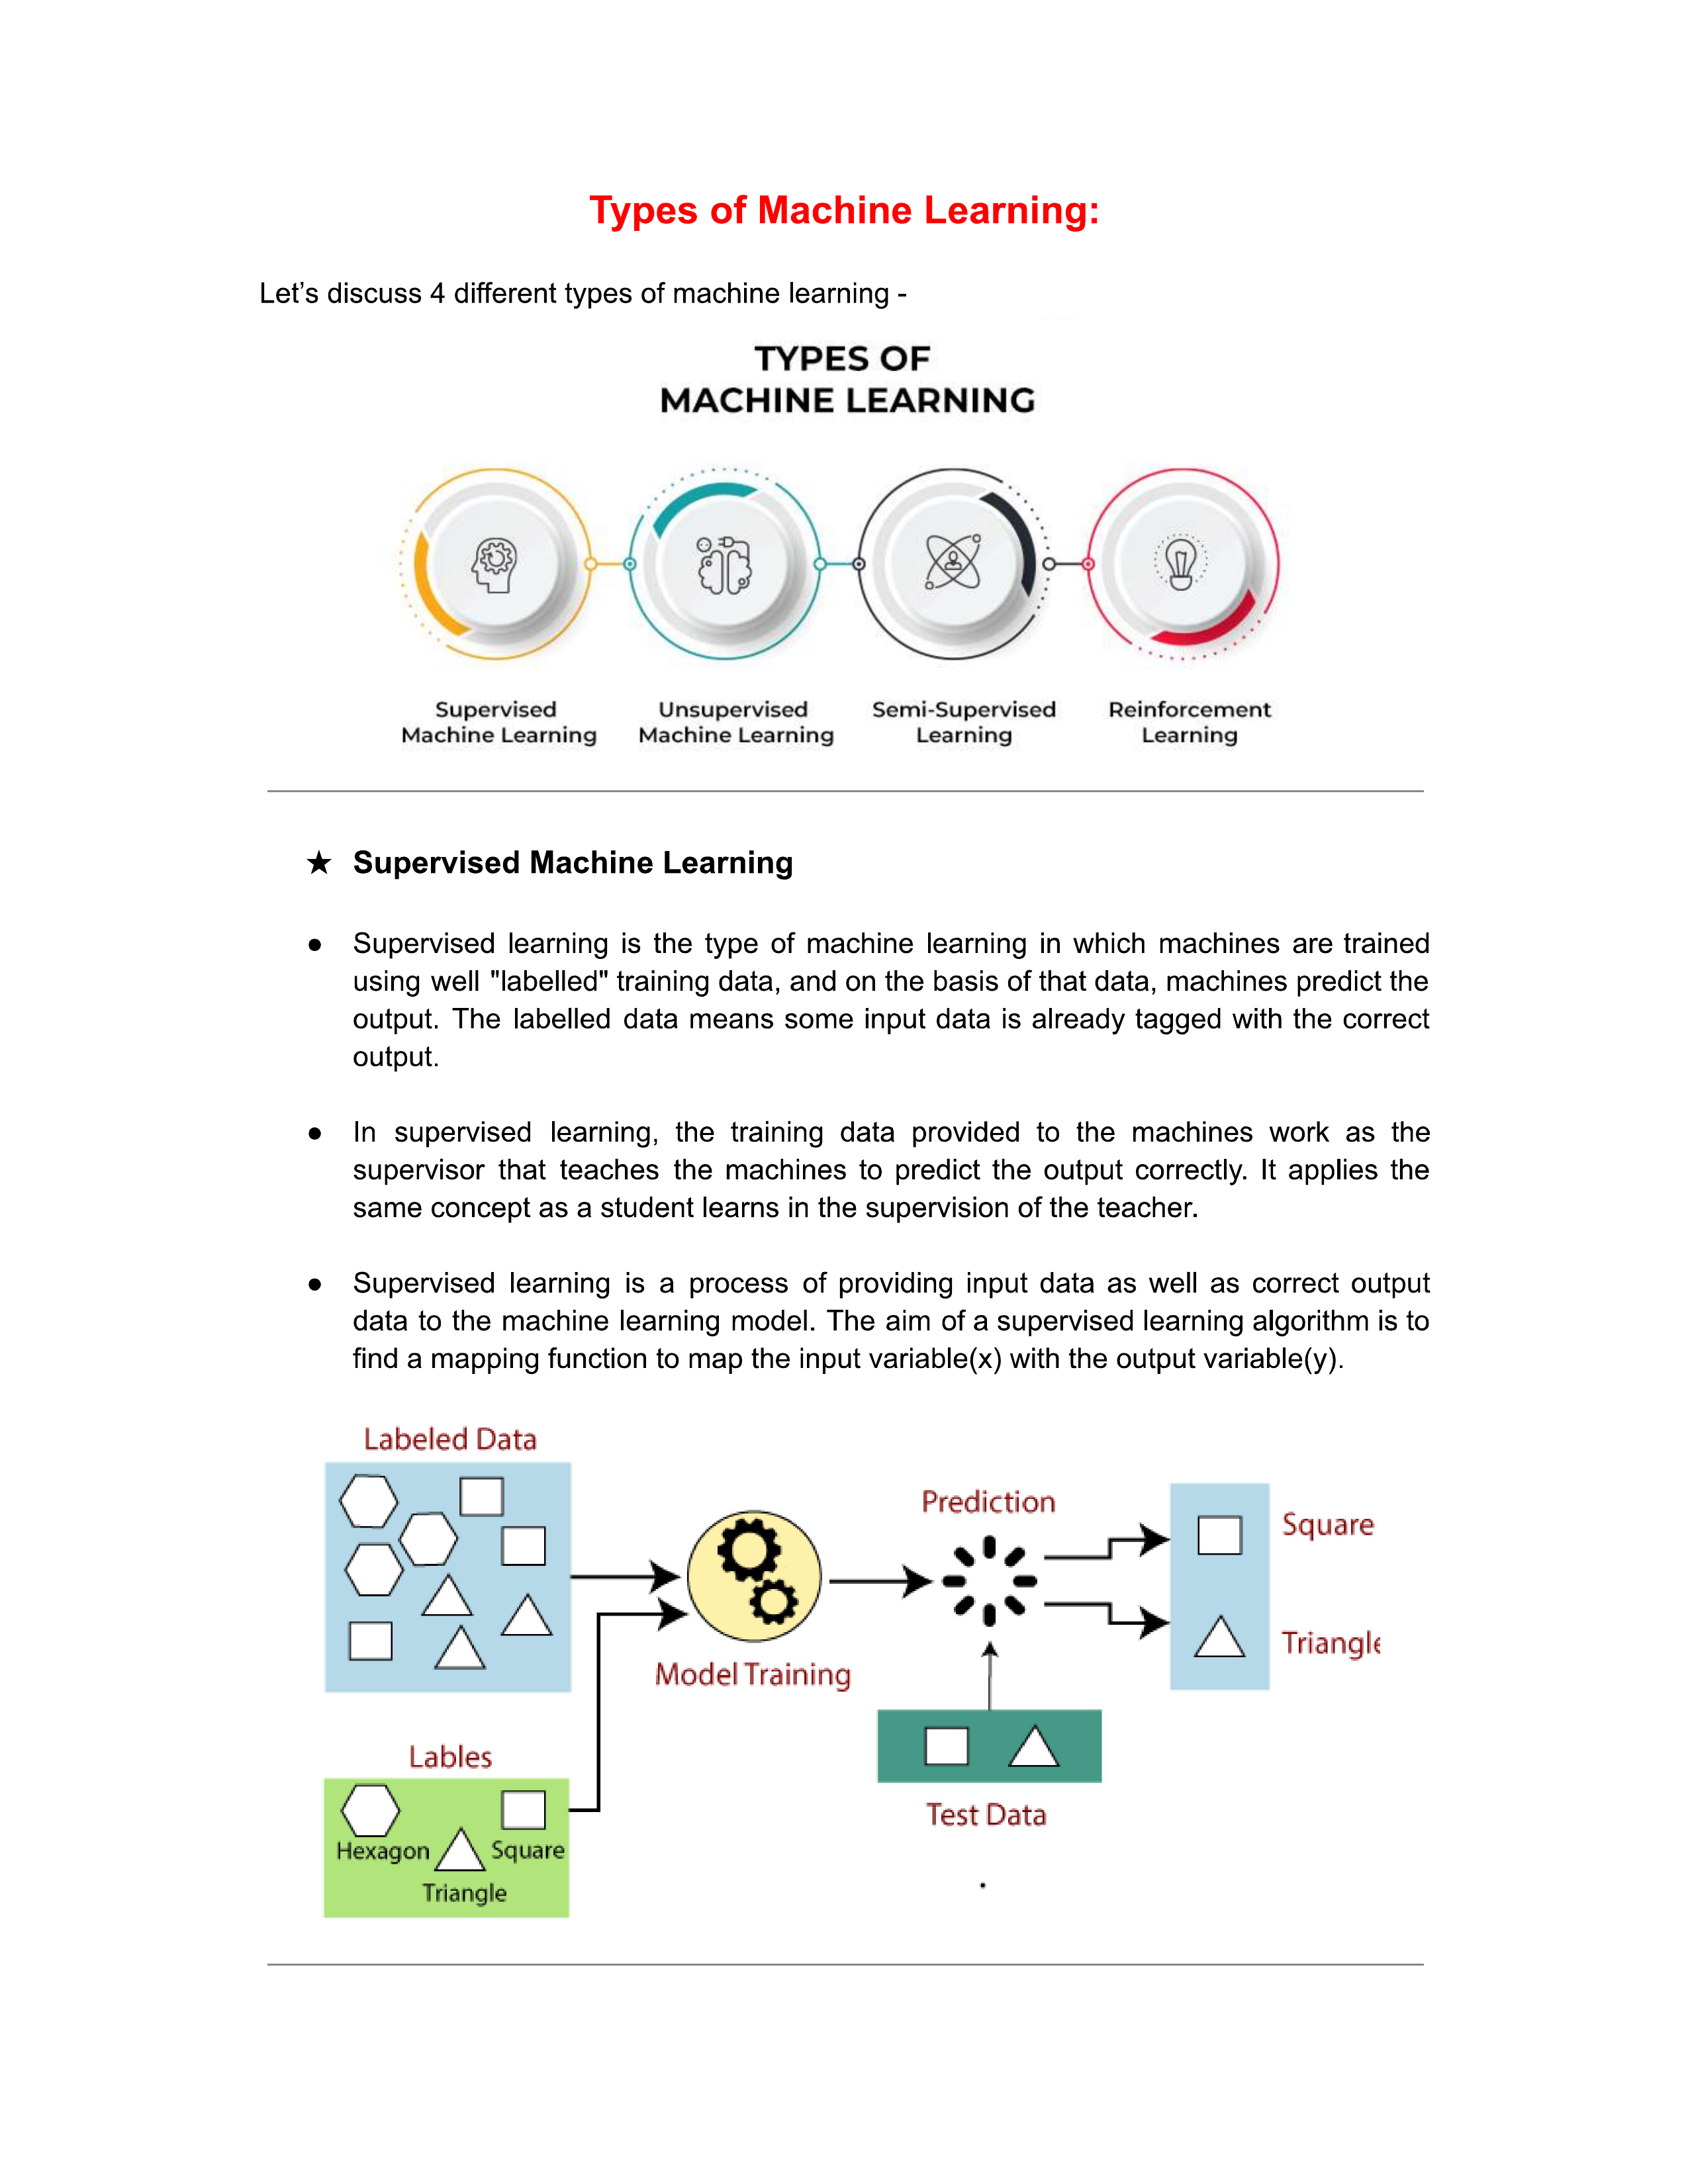 Types of Machine Learning:
Let’s discuss 4 different types of machine learning -
TYPES OF
MACHINE LEARNING
Supervised
Machine Learning
Unsupervised
Machine Learning
Semi-Supervised
Learning
Reinforcement
Learning
★ Supervised Machine Learning
● Supervised learning is the type of machine learning in which machines are trained
using well "labelled" training data, and on the basis of that data, machines predict the
output. The labelled data means some input data is already tagged with the correct
output.
● In supervised learning, the training data provided to the machines work as the
supervisor that teaches the machines to predict the output correctly. It applies the
same concept as a student learns in the supervision of the teacher.
● Supervised learning is a process of providing input data as well as correct output
data to the machine learning model. The aim of a supervised learning algorithm is to
find a mapping function to map the input variable(x) with the output variable(y).
Labeled Data
Prediction
Square
Triangle
Model Training
Lables
Hexagon
Square
Triangle
Test Data